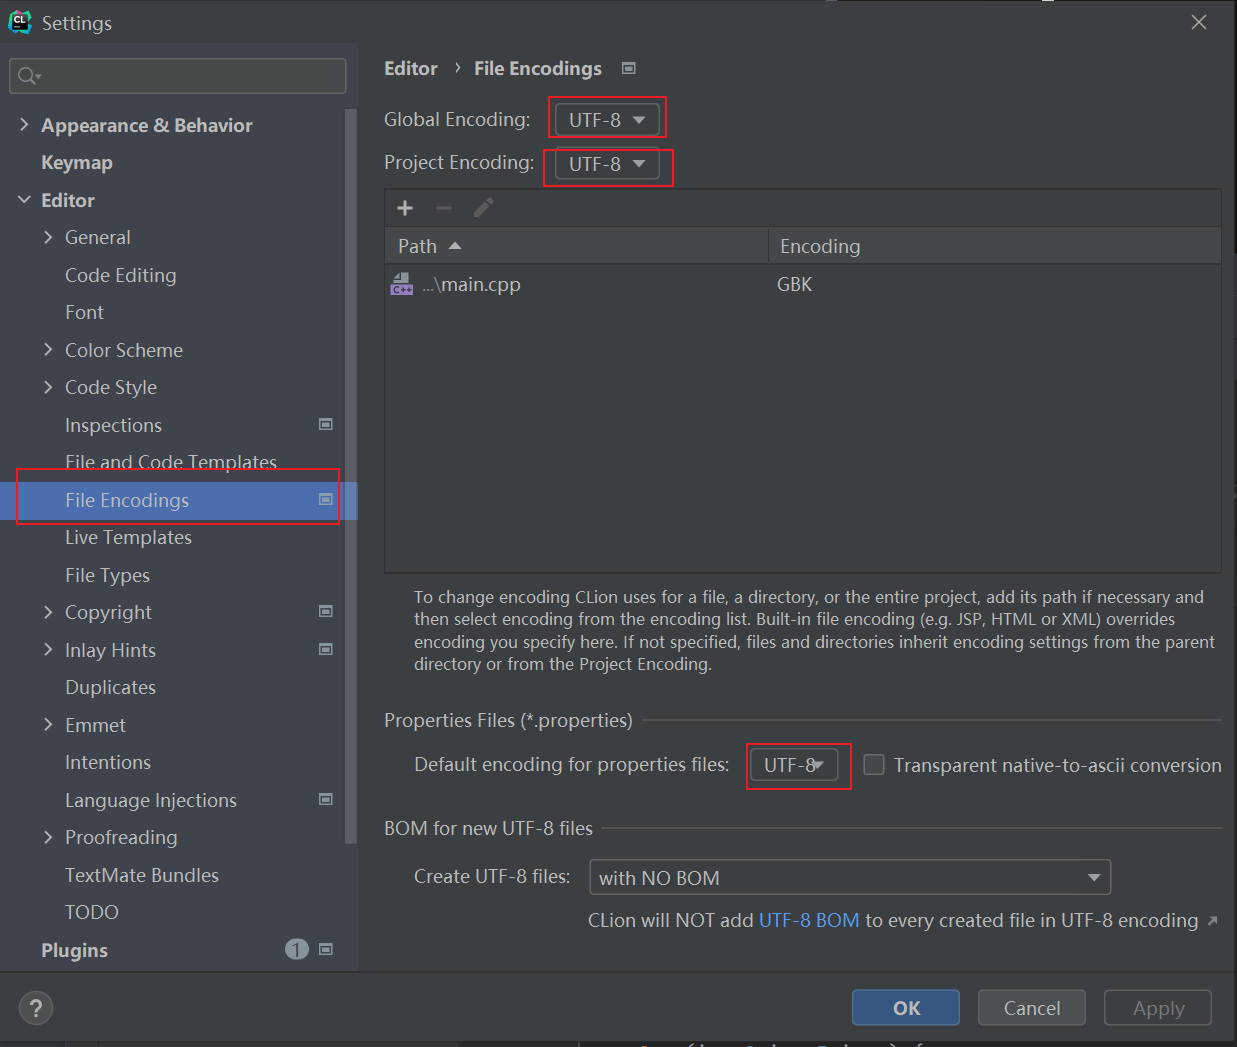 CL Settings
Editor › File Encodings
Appearance & Behavior
Keymap
Editor
General
Code Editing
Font
Color Scheme
Code Style
Inspections
File and Code Templates
File Encodings
Live Templates
File Types
Copyright
Inlay Hints
Duplicates
Emmet
Intentions
Language Injections
Proofreading
TextMate Bundles
TODO
Plugins 1
Global Encoding: UTF-8
Project Encoding: UTF-8
Path Encoding
C++ ...\main.cpp GBK
To change encoding CLion uses for a file, a directory, or the entire project, add its path if necessary and
then select encoding from the encoding list. Built-in file encoding (e.g. JSP, HTML or XML) overrides
encoding you specify here. If not specified, files and directories inherit encoding settings from the parent
directory or from the Project Encoding.
Properties Files (*.properties)
Default encoding for properties files: UTF-8 Transparent native-to-ascii conversion
BOM for new UTF-8 files
Create UTF-8 files: with NO BOM
CLion will NOT add UTF-8 BOM to every created file in UTF-8 encoding
? OK Cancel Apply